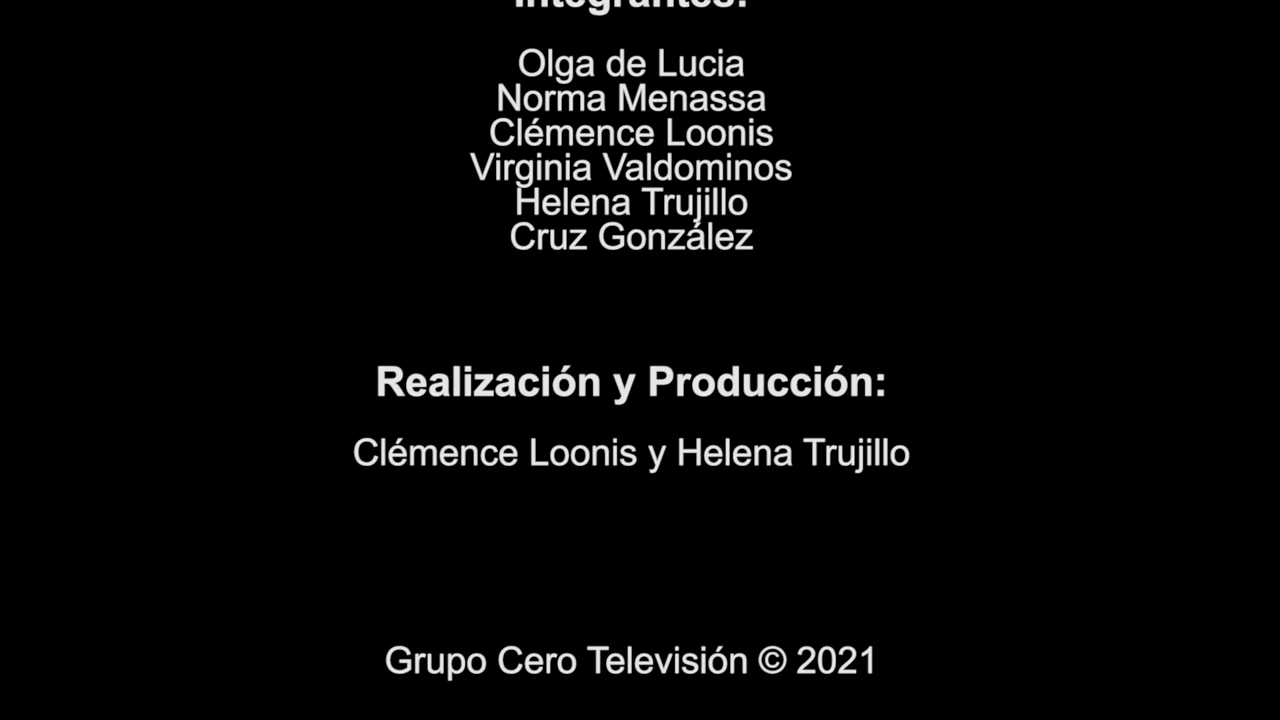 Integrantes:
Olga de Lucia
Norma Menassa
Clémence Loonis
Virginia Valdominos
Helena Trujillo
Cruz González
Realización y Producción:
Clémence Loonis y Helena Trujillo
Grupo Cero Televisión © 2021